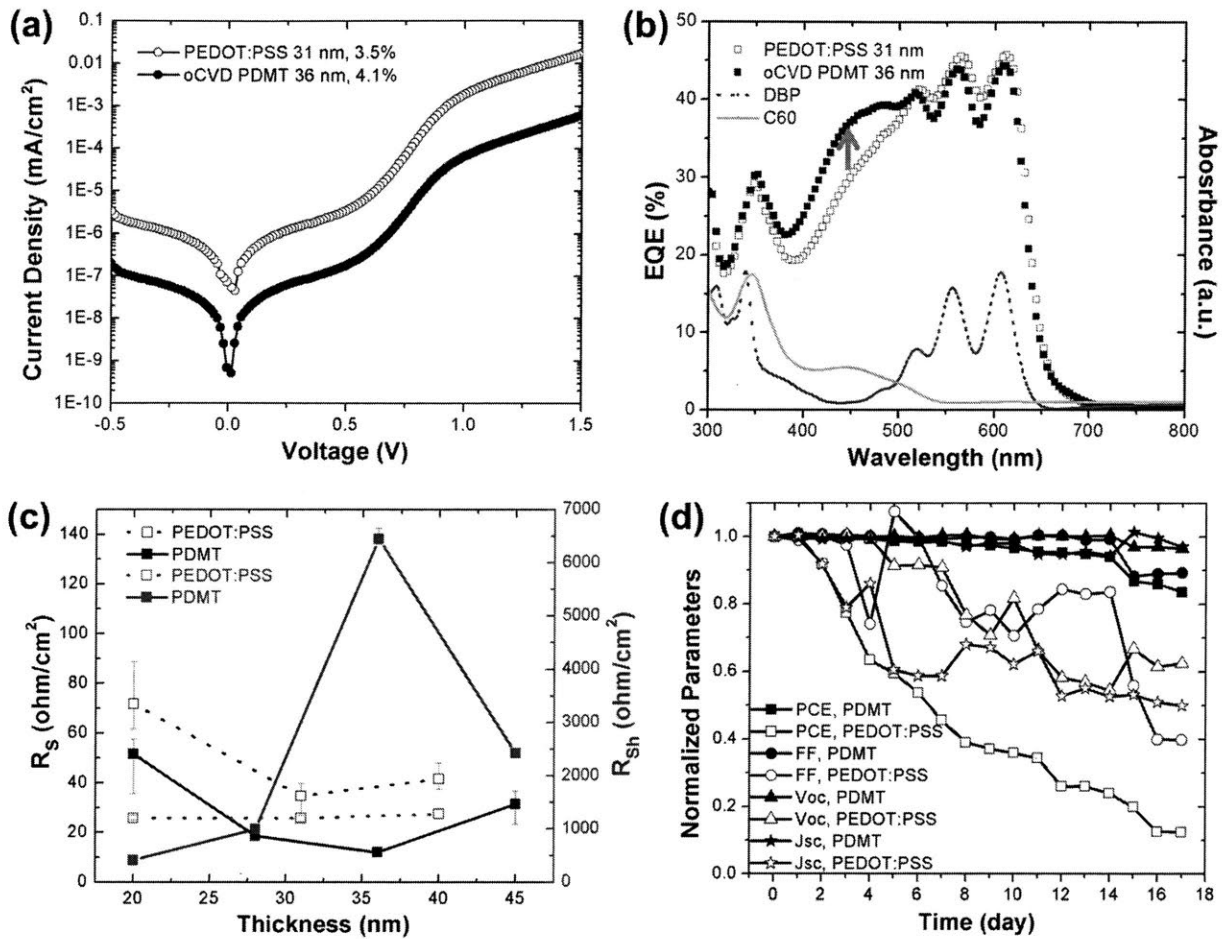 (a)
0.1
0.01
1E-3
1E-4
1E-5
1E-6
1E-7
1E-8
1E-9
1E-10
Current Density (mA/cm²)
PEDOT:PSS 31 nm, 3.5%
oCVD PDMT 36 nm, 4.1%
-0.5 0.0 0.5 1.0 1.5
Voltage (V)
(b)
50
40
30
20
10
0
EQE (%)
PEDOT:PSS 31 nm
oCVD PDMT 36 nm
DBP
C60
Abosrbance (a.u.)
300 400 500 600 700 800
Wavelength (nm)
(c)
140
120
100
80
60
40
20
0
R_S (ohm/cm²)
PEDOT:PSS
PDMT
PEDOT:PSS
PDMT
7000
6000
5000
4000
3000
2000
1000
0
R_Sh (ohm/cm²)
20 25 30 35 40 45
Thickness (nm)
(d)
1.0
0.8
0.6
0.4
0.2
0.0
Normalized Parameters
PCE, PDMT
PCE, PEDOT:PSS
FF, PDMT
FF, PEDOT:PSS
Voc, PDMT
Voc, PEDOT:PSS
Jsc, PDMT
Jsc, PEDOT:PSS
0 2 4 6 8 10 12 14 16 18
Time (day)